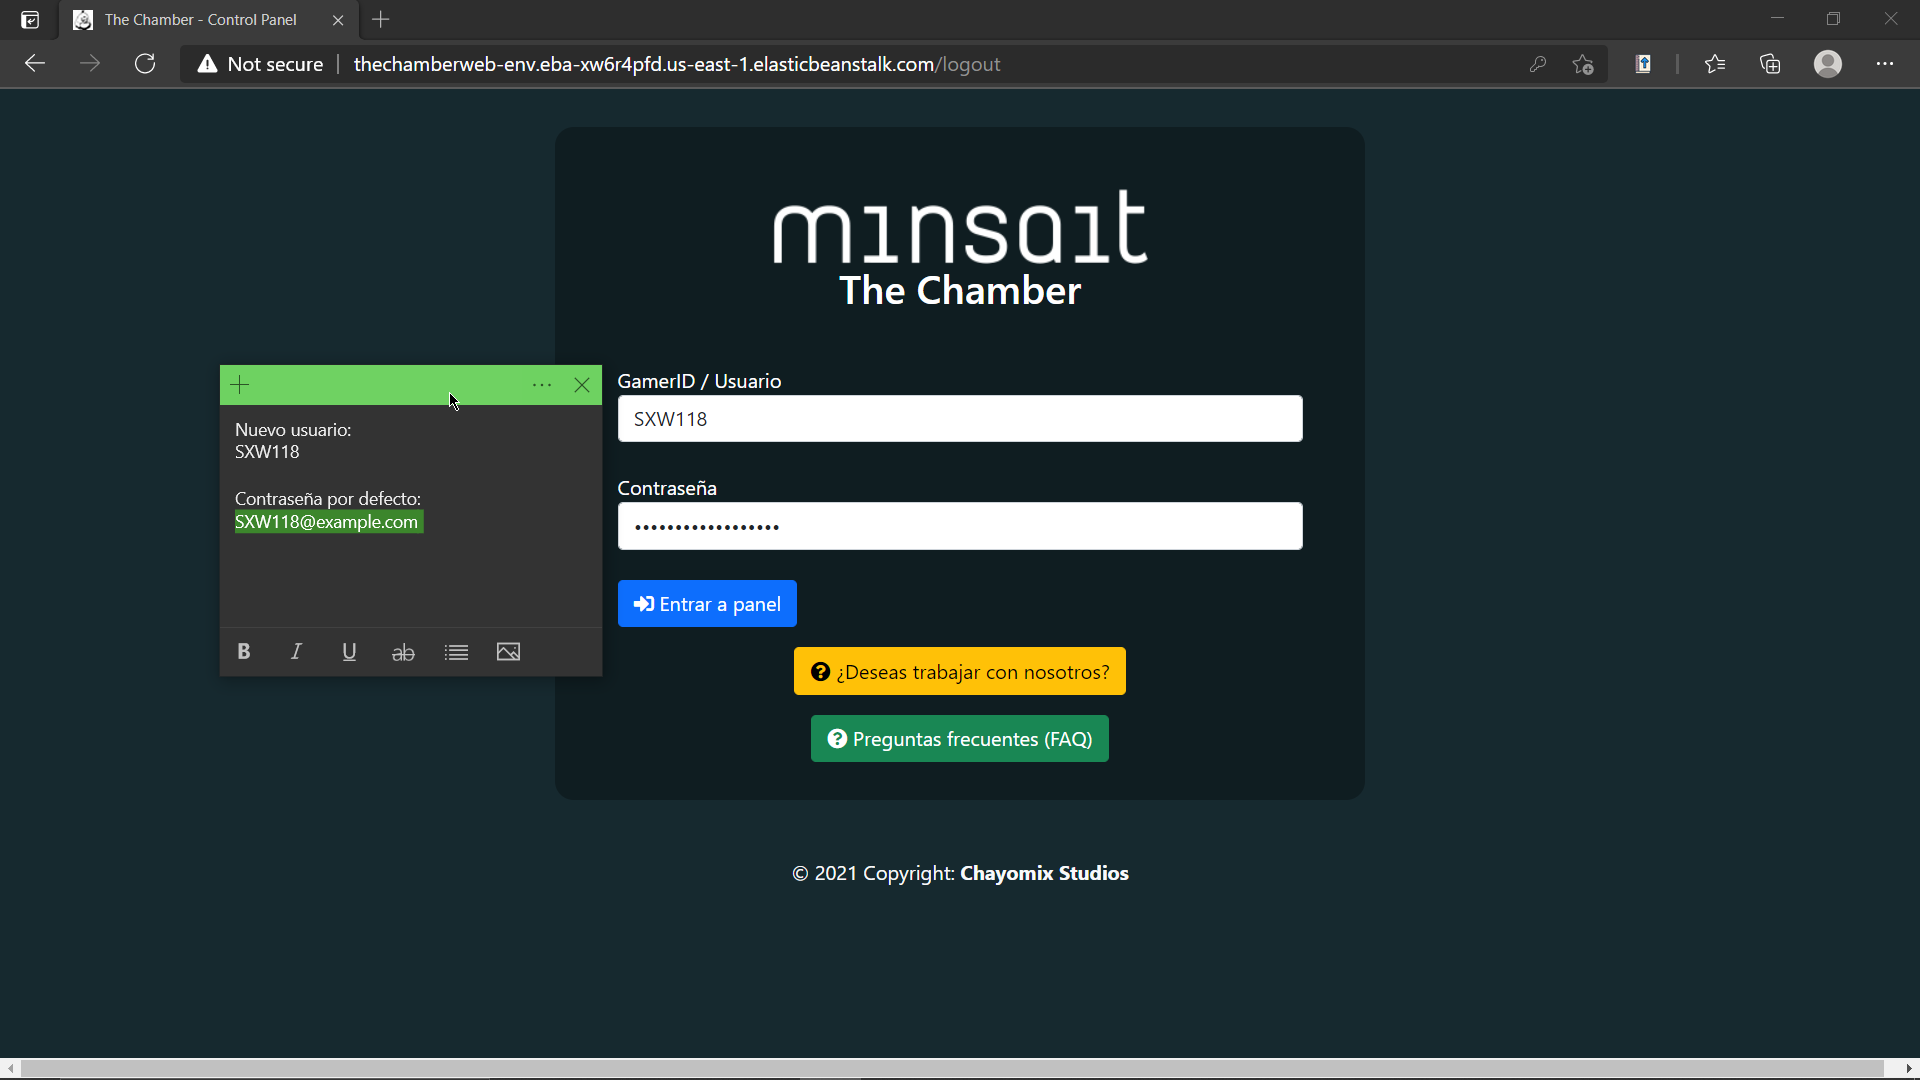 The Chamber - Control Panel
Not secure
thechamberweb-env.eba-xw6r4pfd.us-east-1.elasticbeanstalk.com/logout
minsait
The Chamber
GamerID / Usuario
SXW118
Contraseña
••••••••••••••••••
Entrar a panel
¿Deseas trabajar con nosotros?
Preguntas frecuentes (FAQ)
Nuevo usuario:
SXW118
Contraseña por defecto:
SXW118@example.com
B I U ab
© 2021 Copyright: Chayomix Studios